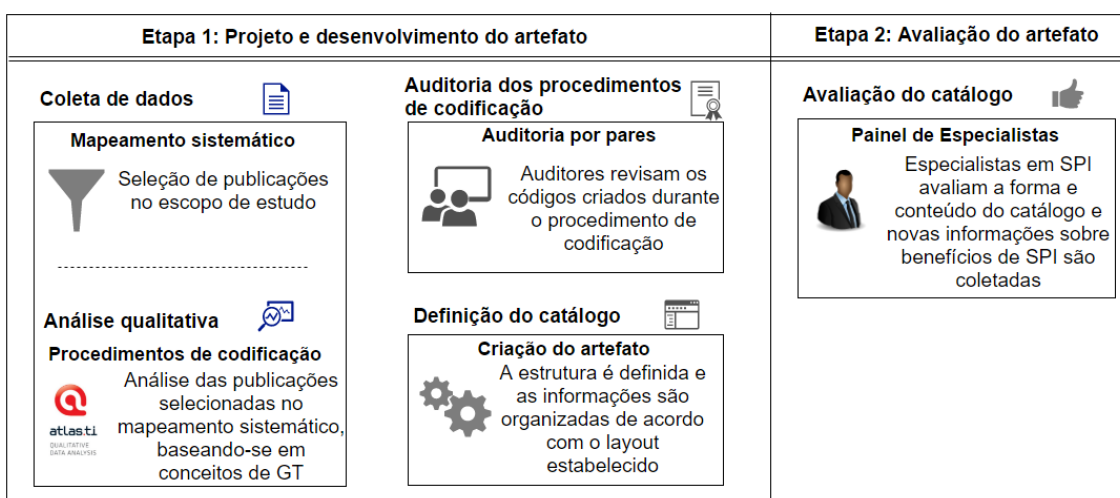 Etapa 1: Projeto e desenvolvimento do artefato
Coleta de dados
Mapeamento sistemático
Seleção de publicações
no escopo de estudo
Análise qualitativa
Procedimentos de codificação
Análise das publicações
selecionadas no
mapeamento sistemático,
baseando-se em
conceitos de GT
atlas.ti
QUALITATIVE
DATA ANALYSIS
Auditoria dos procedimentos
de codificação
Auditoria por pares
Auditores revisam os
códigos criados durante
o procedimento de
codificação
Definição do catálogo
Criação do artefato
A estrutura é definida e
as informações são
organizadas de acordo
com o layout
estabelecido
Etapa 2: Avaliação do artefato
Avaliação do catálogo
Painel de Especialistas
Especialistas em SPI
avaliam a forma e
conteúdo do catálogo e
novas informações sobre
benefícios de SPI são
coletadas